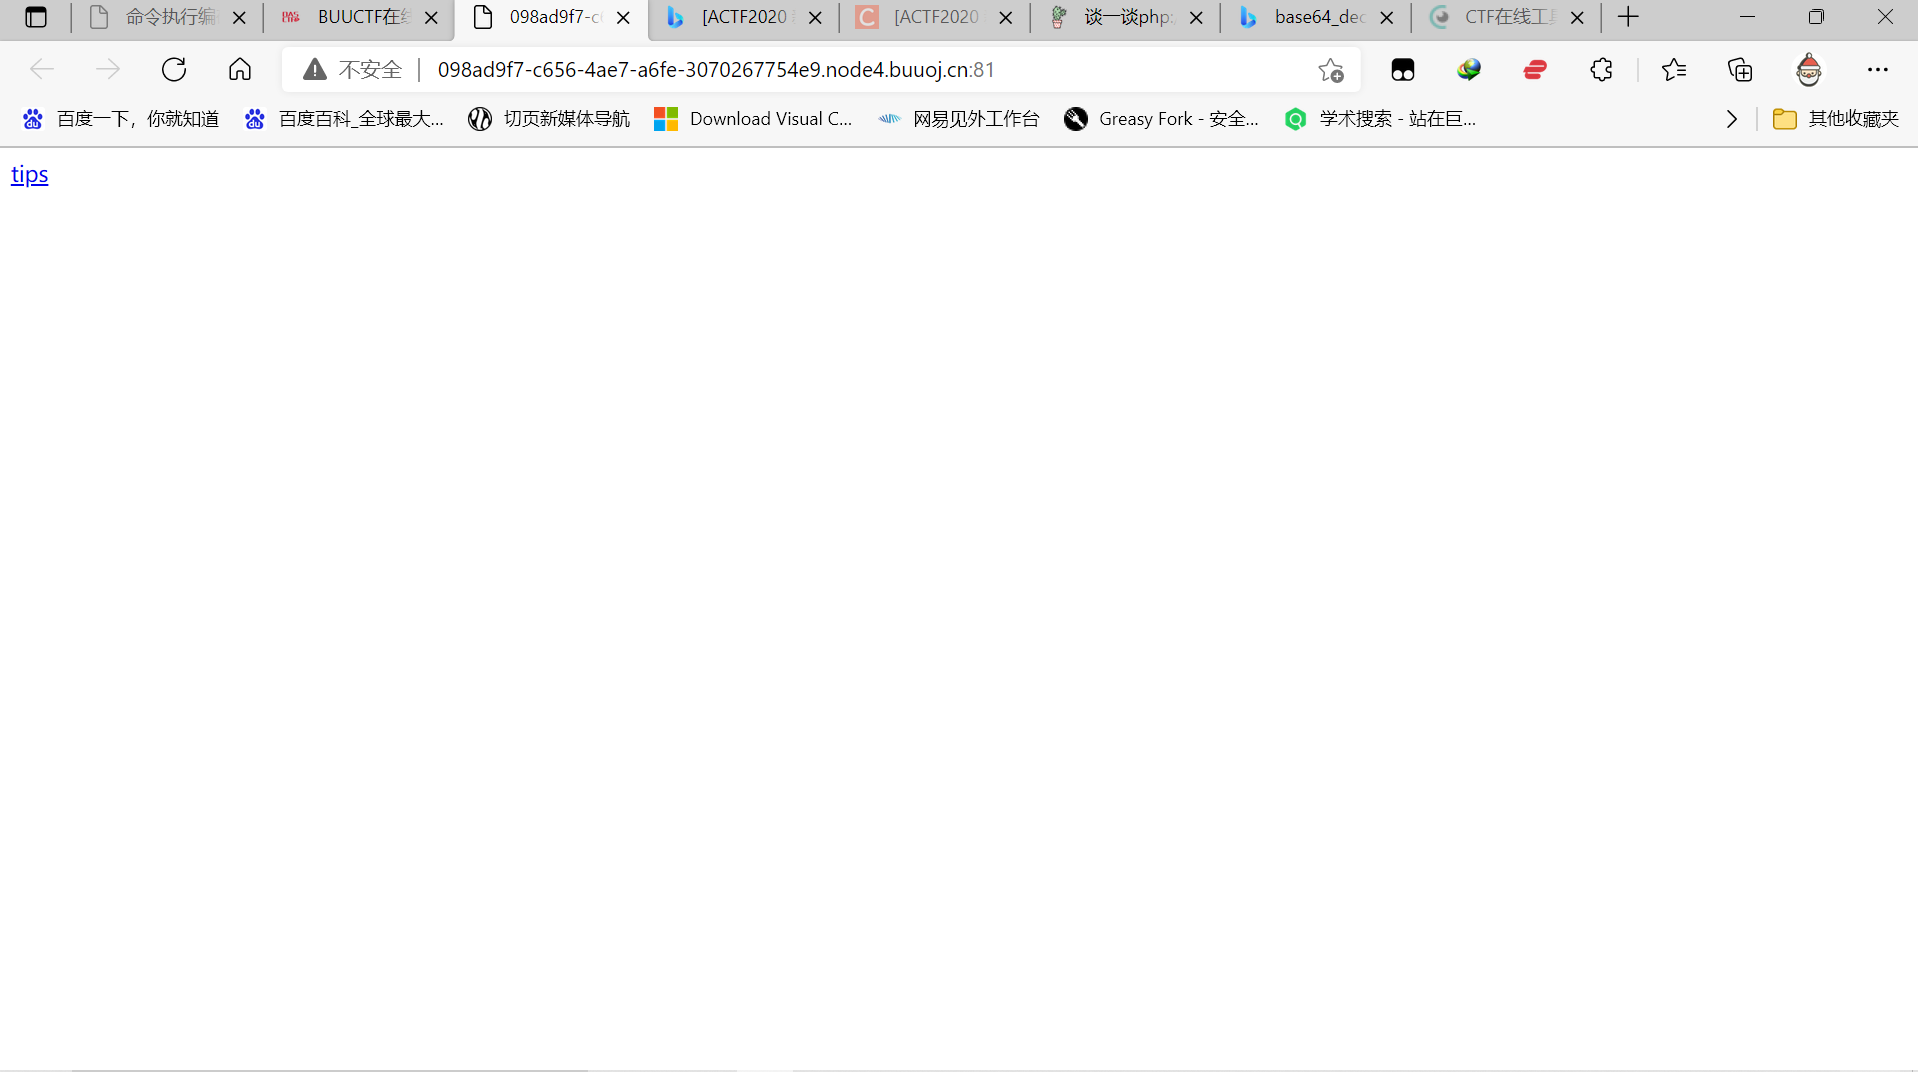 命令执行编
BUUCTF在线
098ad9f7-c6
[ACTF2020
[ACTF2020
谈一谈php:
base64_dec
CTF在线工具
不安全
098ad9f7-c656-4ae7-a6fe-3070267754e9.node4.buuoj.cn:81
百度一下，你就知道
百度百科_全球最大...
切页新媒体导航
Download Visual C...
网易见外工作台
Greasy Fork - 安全...
学术搜索 - 站在巨...
其他收藏夹
tips